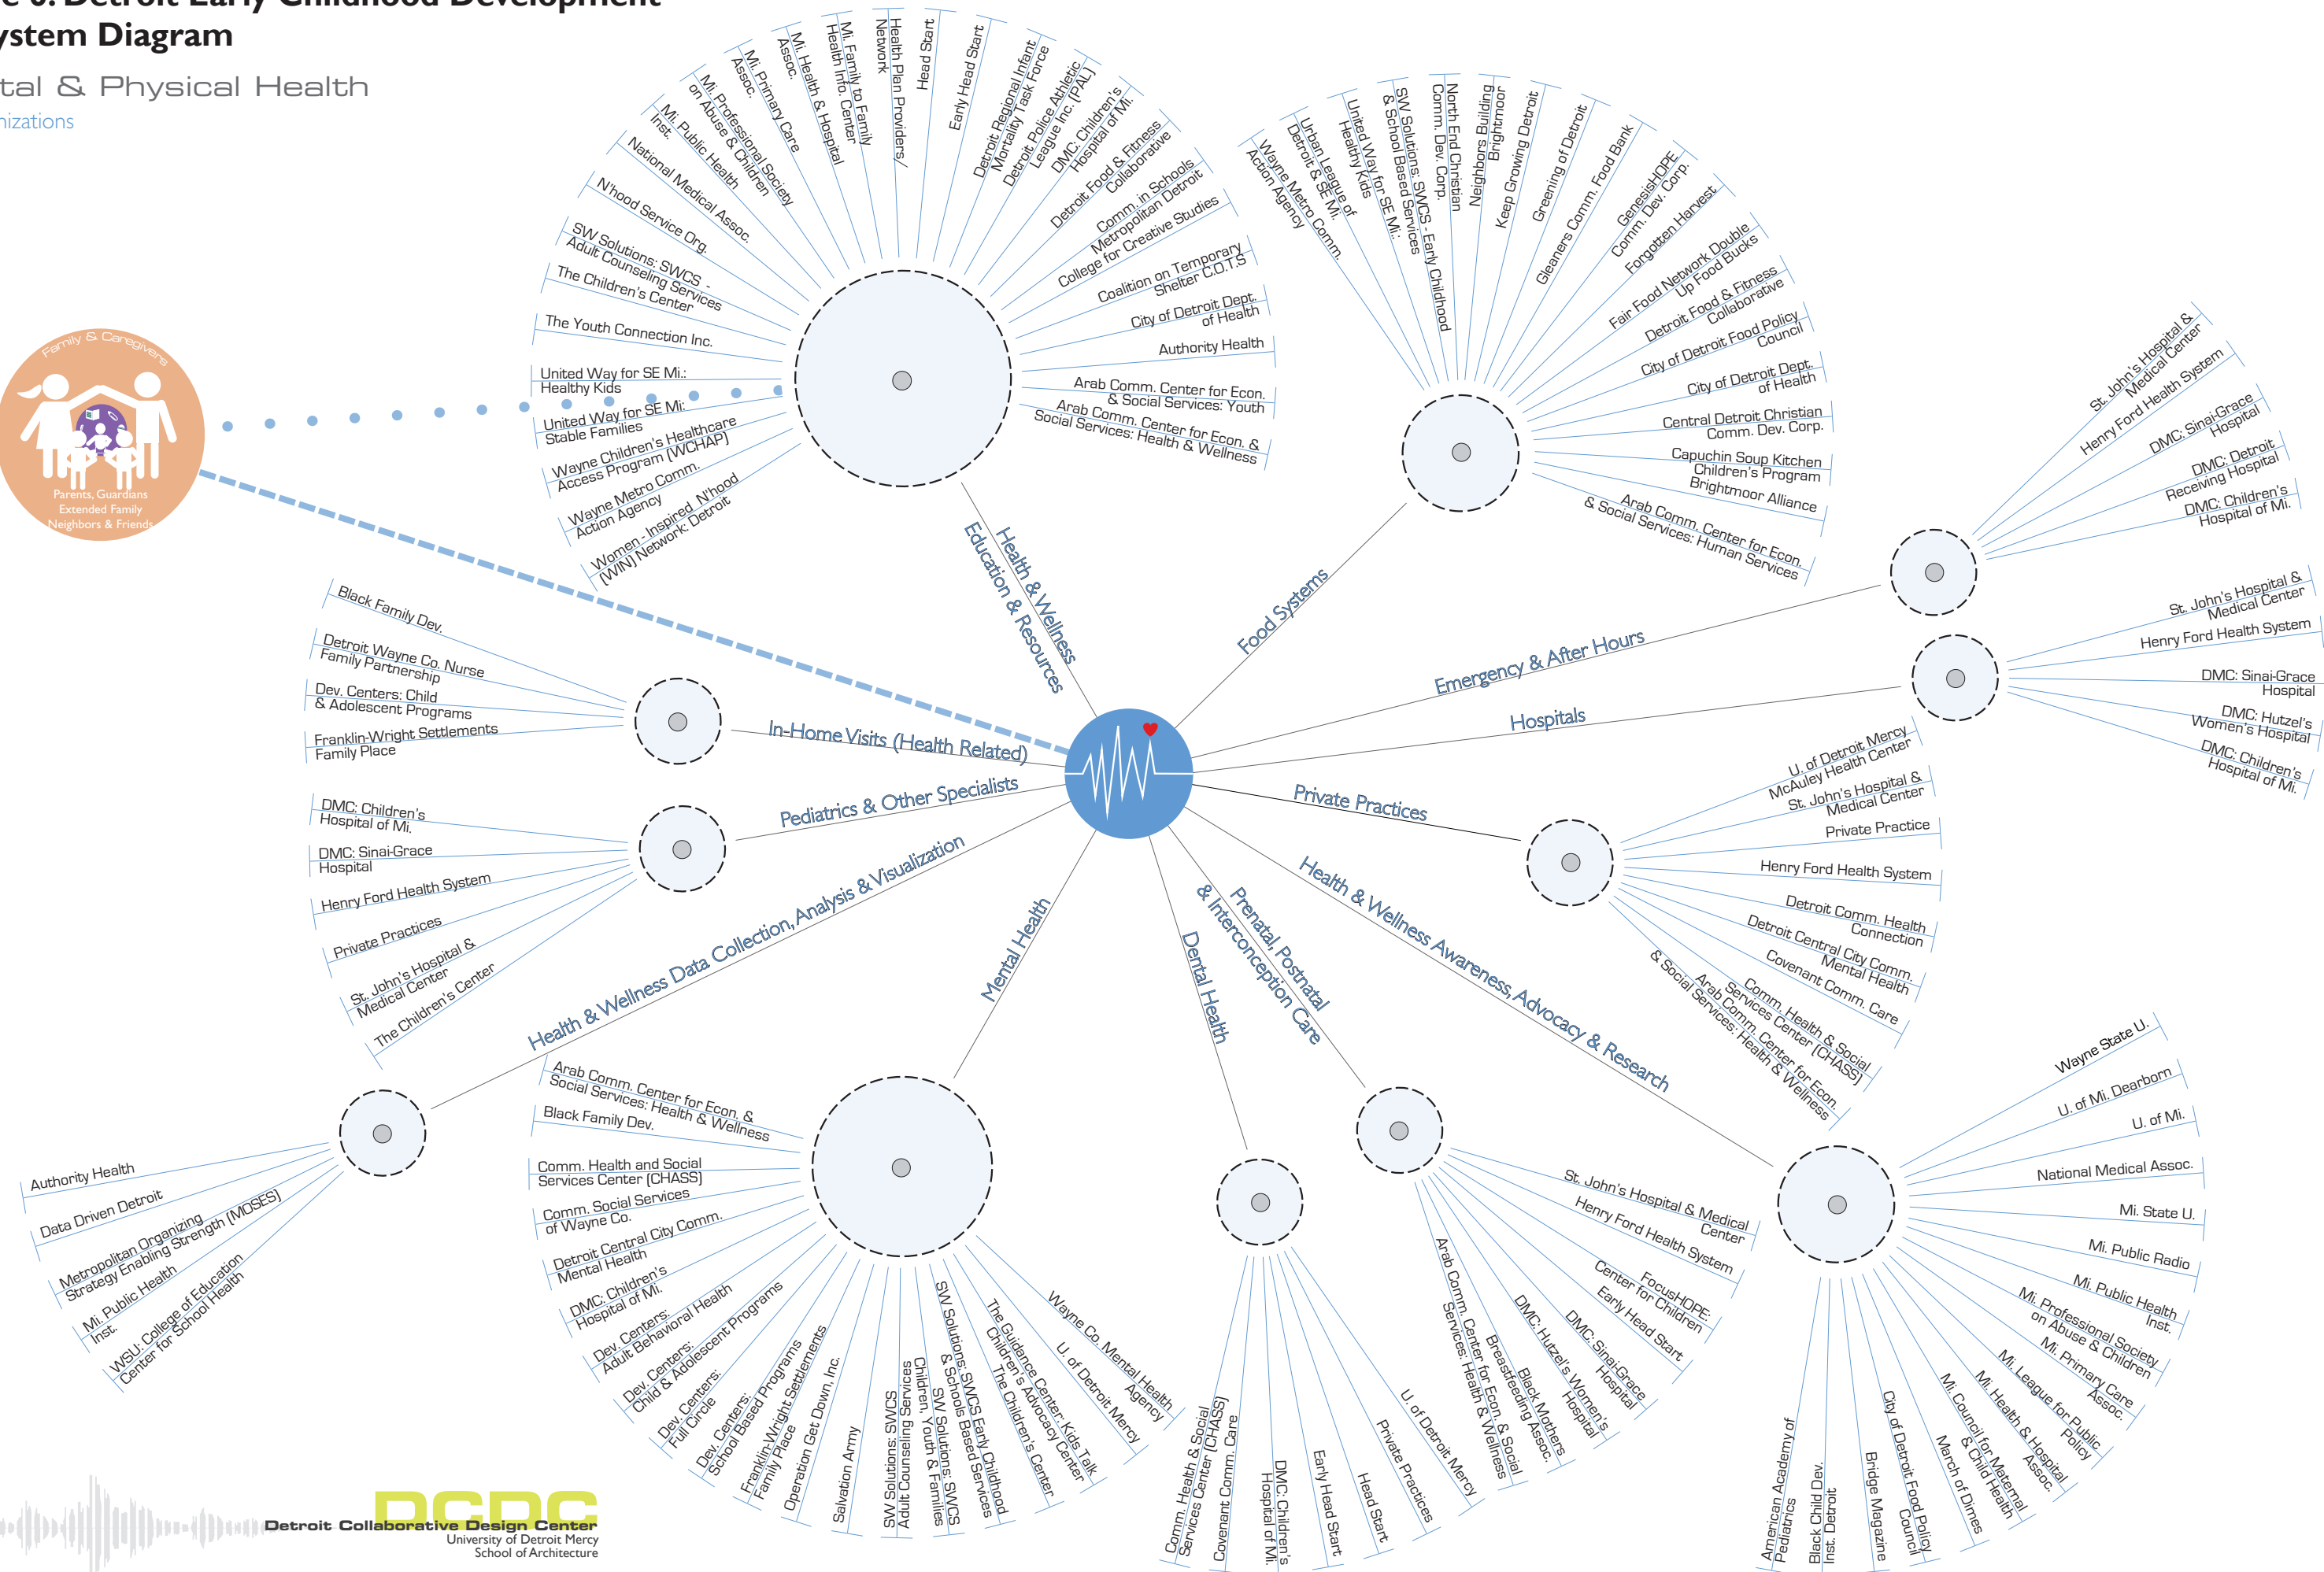 e 6: Detroit Early Childhood Development
ystem Diagram
tal & Physical Health
nizations
Family & Caregivers
Parents, Guardians
Extended Family
Neighbors & Friends
Health & Wellness
Education & Resources
Women - Inspired N'hood
(WIN) Network: Detroit
Wayne Metro Comm.
Action Agency
Wayne Children's Healthcare
Access Program (WCHAP)
United Way for SE Mi:
Stable Families
United Way for SE Mi.:
Healthy Kids
The Youth Connection Inc.
The Children's Center
SW Solutions: SWCS -
Adult Counseling Services
N'hood Service Org.
National Medical Assoc.
Mi. Public Health
Inst.
Mi. Professional Society
on Abuse & Children
Mi. Primary Care
Assoc.
Mi. Health & Hospital
Assoc.
Mi. Family to Family
Health Info. Center
Health Plan Providers/
Network
Head Start
Early Head Start
Detroit Regional Infant
Mortality Task Force
Detroit Police Athletic
League Inc. (PAL)
DMC: Children's
Hospital of Mi.
Detroit Food & Fitness
Collaborative
Comm. in Schools
Metropolitan Detroit
College for Creative Studies
Coalition on Temporary
Shelter C.O.T.S
City of Detroit Dept.
of Health
Authority Health
Arab Comm. Center for Econ.
& Social Services: Youth
Arab Comm. Center for Econ. &
Social Services: Health & Wellness
Food Systems
Wayne Metro Comm.
Action Agency
Urban League of
Detroit & SE Mi.
United Way for SE Mi.:
Healthy Kids
SW Solutions: SWCS - Early Childhood
& School Based Services
North End Christian
Comm. Dev. Corp.
Neighbors Building
Brightmoor
Keep Growing Detroit
Greening of Detroit
Gleaners Comm. Food Bank
GenesisHOPE
Comm. Dev. Corp.
Forgotten Harvest
Fair Food Network Double
Up Food Bucks
Detroit Food & Fitness
Collaborative
City of Detroit Food Policy
Council
City of Detroit Dept.
of Health
Central Detroit Christian
Comm. Dev. Corp.
Capuchin Soup Kitchen
Children's Program
Brightmoor Alliance
Arab Comm. Center for Econ.
& Social Services: Human Services
Emergency & After Hours
St. John's Hospital &
Medical Center
Henry Ford Health System
DMC: Sinai-Grace
Hospital
DMC: Detroit
Receiving Hospital
DMC: Children's
Hospital of Mi.
Hospitals
St. John's Hospital &
Medical Center
Henry Ford Health System
DMC: Sinai-Grace
Hospital
DMC: Hutzel's
Women's Hospital
DMC: Children's
Hospital of Mi.
Private Practices
U. of Detroit Mercy
McAuley Health Center
St. John's Hospital &
Medical Center
Private Practice
Henry Ford Health System
Detroit Comm. Health
Connection
Detroit Central City Comm.
Mental Health
Covenant Comm. Care
Comm. Health & Social
Services Center (CHASS)
Arab Comm. Center for Econ.
& Social Services: Health & Wellness
Health & Wellness Awareness, Advocacy & Research
Wayne State U.
U. of Mi. Dearborn
U. of Mi.
National Medical Assoc.
Mi. State U.
Mi. Public Radio
Mi. Public Health
Inst.
Mi. Professional Society
on Abuse & Children
Mi. Primary Care
Assoc.
Mi. League for Public
Policy
Mi. Health & Hospital
Assoc.
Mi. Council for Maternal
& Child Health
March of Dimes
City of Detroit Food Policy
Council
Bridge Magazine
Black Child Dev.
Inst. Detroit
American Academy of
Pediatrics
Prenatal, Postnatal
& Interconception Care
St. John's Hospital & Medical
Center
Henry Ford Health System
FocusHOPE:
Center for Children
Early Head Start
DMC: Sinai-Grace
Hospital
DMC: Hutzel's Women's
Hospital
Black Mothers
Breastfeeding Assoc.
Arab Comm. Center for Econ. & Social
Services: Health & Wellness
Dental Health
U. of Detroit Mercy
Private Practices
Head Start
Early Head Start
DMC: Children's
Hospital of Mi.
Covenant Comm. Care
Comm. Health & Social
Services Center (CHASS)
Mental Health
Arab Comm. Center for Econ. &
Social Services: Health & Wellness
Black Family Dev.
Comm. Health and Social
Services Center (CHASS)
Comm. Social Services
of Wayne Co.
Detroit Central City Comm.
Mental Health
DMC: Children's
Hospital of Mi.
Dev. Centers:
Adult Behavioral Health
Dev. Centers:
Child & Adolescent Programs
Dev. Centers:
Full Circle
Dev. Centers:
School Based Programs
Franklin-Wright Settlements
Family Place
Operation Get Down, Inc.
Salvation Army
SW Solutions: SWCS
Adult Counseling Services
SW Solutions: SWCS
Children, Youth & Families
SW Solutions: SWCS Early Childhood
& Schools Based Services
The Children's Center
The Guidance Center: Kids Talk
Children's Advocacy Center
U. of Detroit Mercy
Wayne Co. Mental Health
Agency
Health & Wellness Data Collection, Analysis & Visualization
Authority Health
Data Driven Detroit
Metropolitan Organizing
Strategy Enabling Strength (MOSES)
Mi. Public Health
Inst.
WSU: College of Education
Center for School Health
Pediatrics & Other Specialists
DMC: Children's
Hospital of Mi.
DMC: Sinai-Grace
Hospital
Henry Ford Health System
Private Practices
St. John's Hospital &
Medical Center
The Children's Center
In-Home Visits (Health Related)
Black Family Dev.
Detroit Wayne Co. Nurse
Family Partnership
Dev. Centers: Child
& Adolescent Programs
Franklin-Wright Settlements
Family Place
DCDC
Detroit Collaborative Design Center
University of Detroit Mercy
School of Architecture